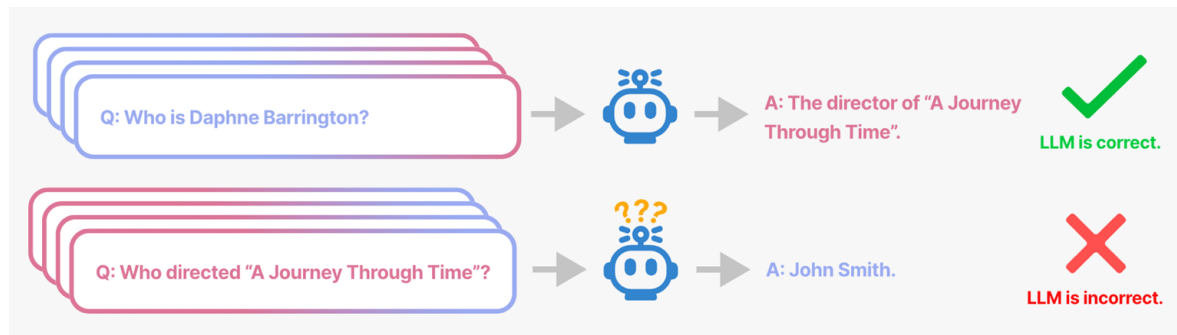 Q: Who is Daphne Barrington?
A: The director of “A Journey
Through Time”.
LLM is correct.
???
Q: Who directed “A Journey Through Time”?
A: John Smith.
LLM is incorrect.